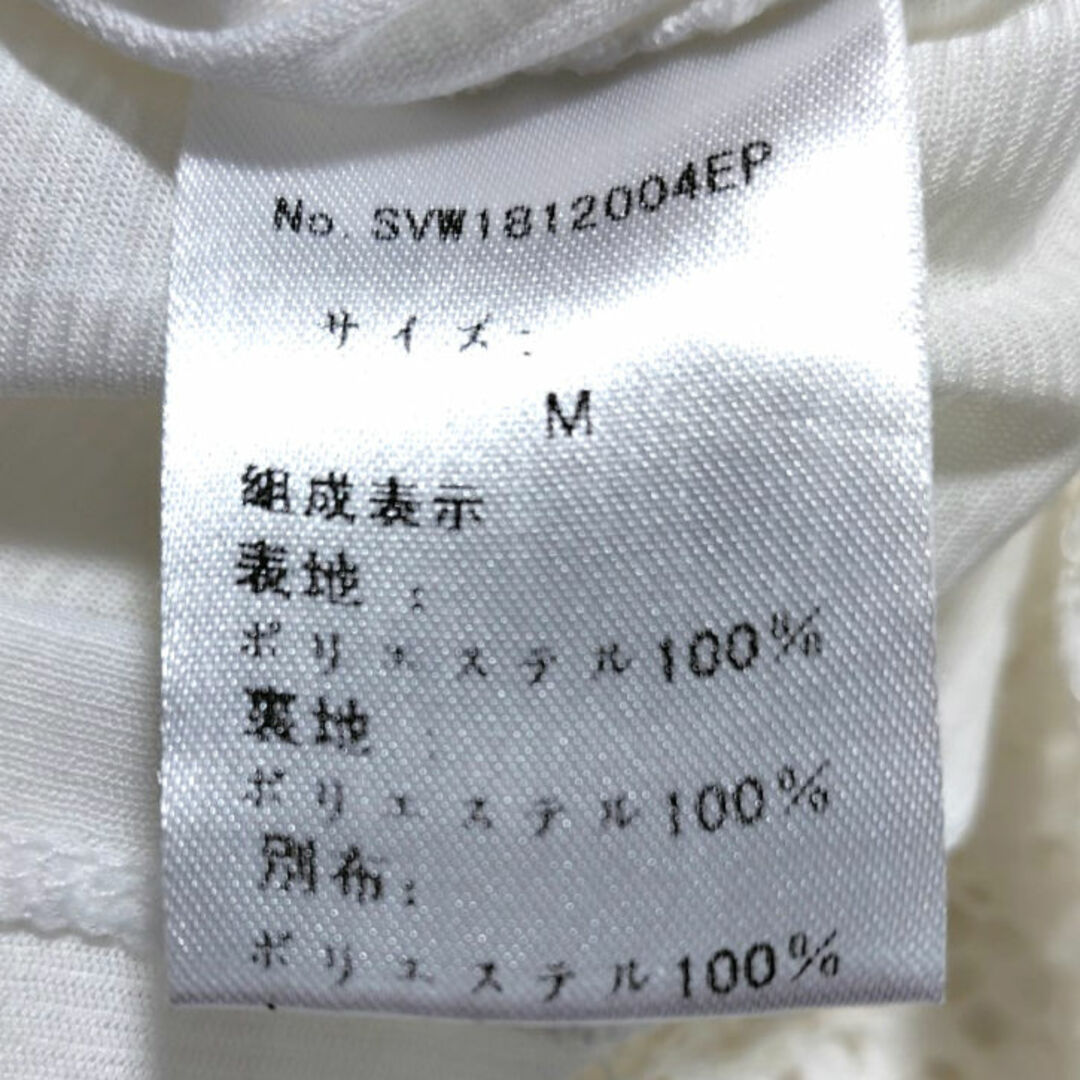 No. SVW1812004EP
サイズ:
M
組成表示
表地 :
ポリエステル100%
裏地
ポリエステル100%
別布:
ポリエステル100%